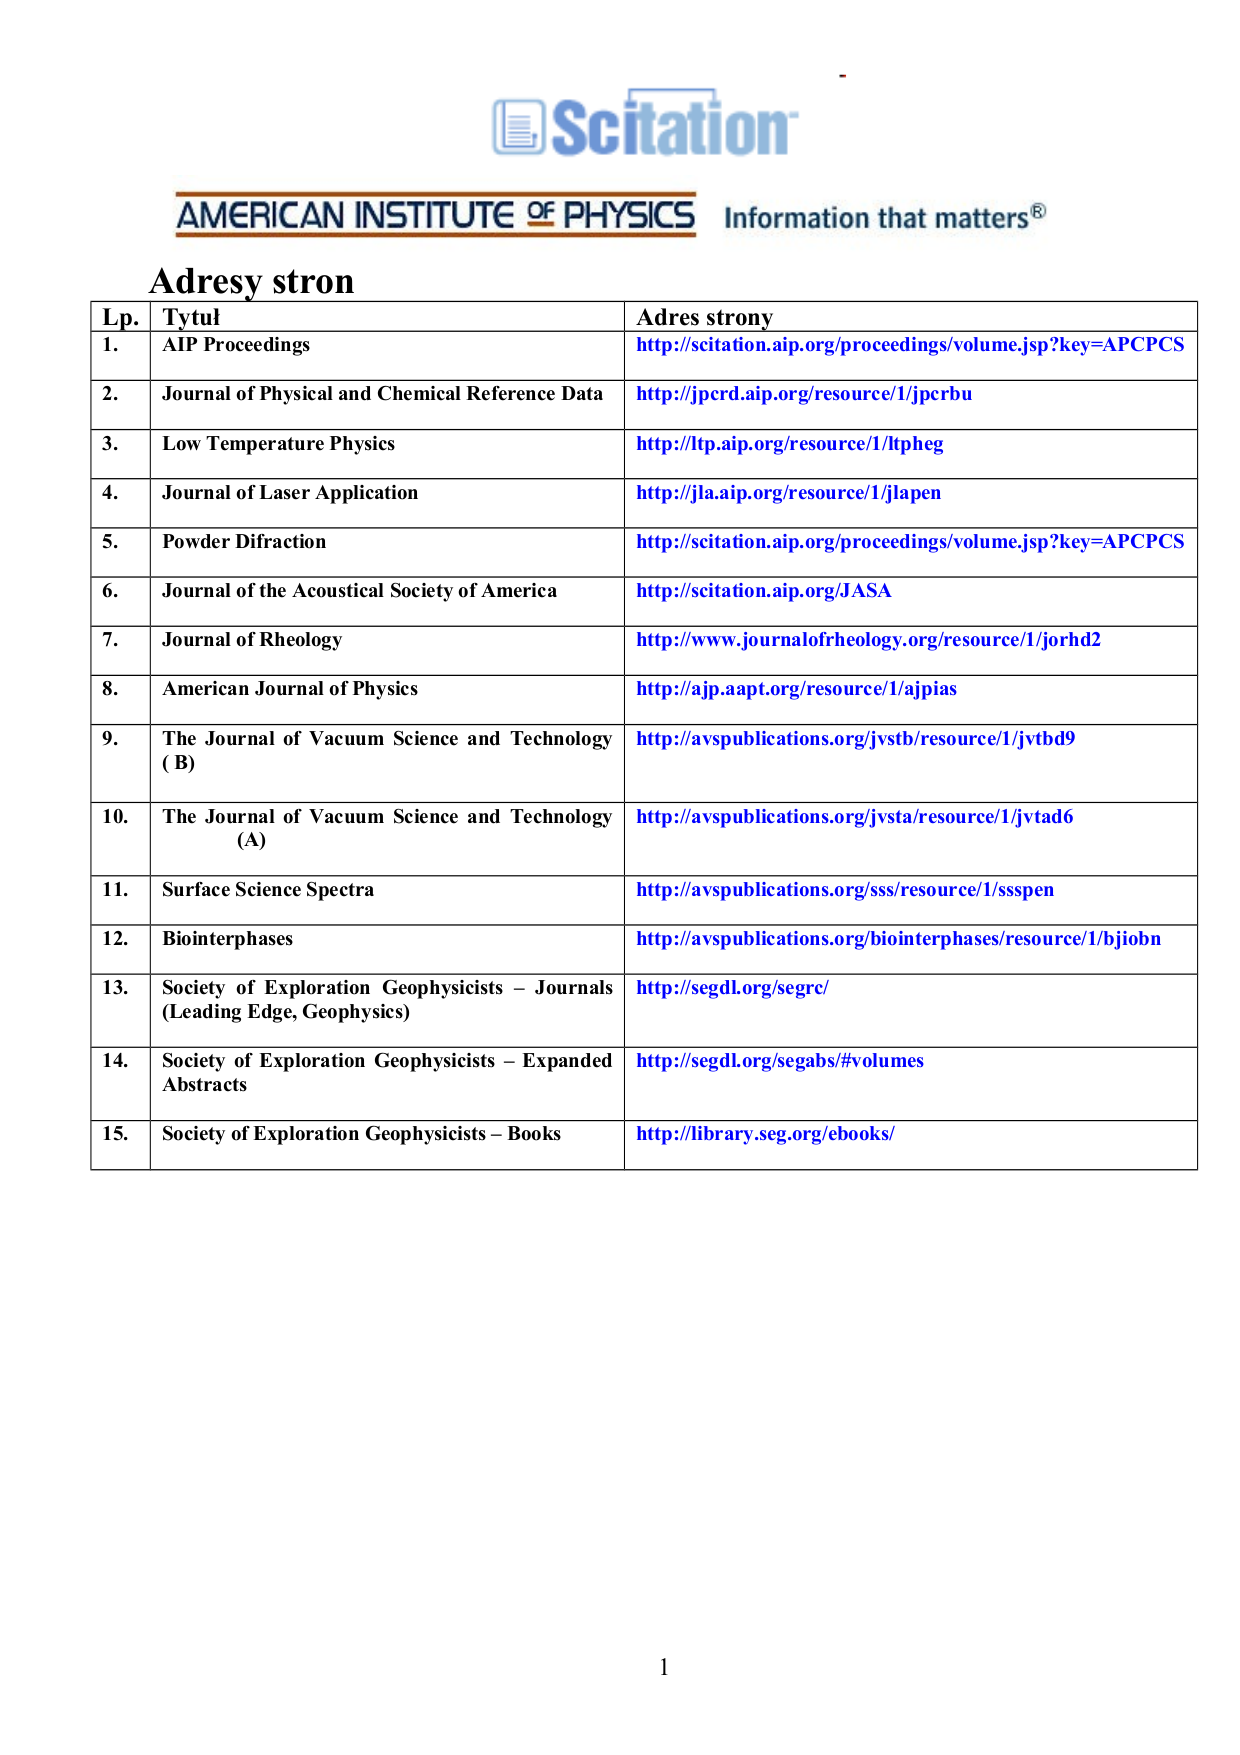 Scitation
AMERICAN INSTITUTE OF PHYSICS Information that matters®
Adresy stron
Lp. Tytuł Adres strony
1. AIP Proceedings http://scitation.aip.org/proceedings/volume.jsp?key=APCPCS
2. Journal of Physical and Chemical Reference Data http://jpcrd.aip.org/resource/1/jpcrbu
3. Low Temperature Physics http://ltp.aip.org/resource/1/ltpheg
4. Journal of Laser Application http://jla.aip.org/resource/1/jlapen
5. Powder Difraction http://scitation.aip.org/proceedings/volume.jsp?key=APCPCS
6. Journal of the Acoustical Society of America http://scitation.aip.org/JASA
7. Journal of Rheology http://www.journalofrheology.org/resource/1/jorhd2
8. American Journal of Physics http://ajp.aapt.org/resource/1/ajpias
9. The Journal of Vacuum Science and Technology http://avspublications.org/jvstb/resource/1/jvtbd9
( B)
10. The Journal of Vacuum Science and Technology http://avspublications.org/jvsta/resource/1/jvtad6
(A)
11. Surface Science Spectra http://avspublications.org/sss/resource/1/ssspen
12. Biointerphases http://avspublications.org/biointerphases/resource/1/bjiobn
13. Society of Exploration Geophysicists – Journals http://segdl.org/segrc/
(Leading Edge, Geophysics)
14. Society of Exploration Geophysicists – Expanded http://segdl.org/segabs/#volumes
Abstracts
15. Society of Exploration Geophysicists – Books http://library.seg.org/ebooks/
1